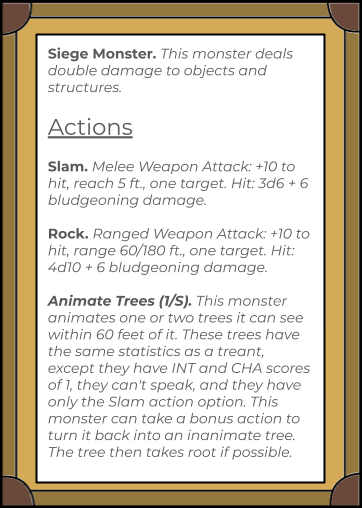 Siege Monster. This monster deals
double damage to objects and
structures.
Actions
Slam. Melee Weapon Attack: +10 to
hit, reach 5 ft., one target. Hit: 3d6 + 6
bludgeoning damage.
Rock. Ranged Weapon Attack: +10 to
hit, range 60/180 ft., one target. Hit:
4d10 + 6 bludgeoning damage.
Animate Trees (1/S). This monster
animates one or two trees it can see
within 60 feet of it. These trees have
the same statistics as a treant,
except they have INT and CHA scores
of 1, they can't speak, and they have
only the Slam action option. This
monster can take a bonus action to
turn it back into an inanimate tree.
The tree then takes root if possible.